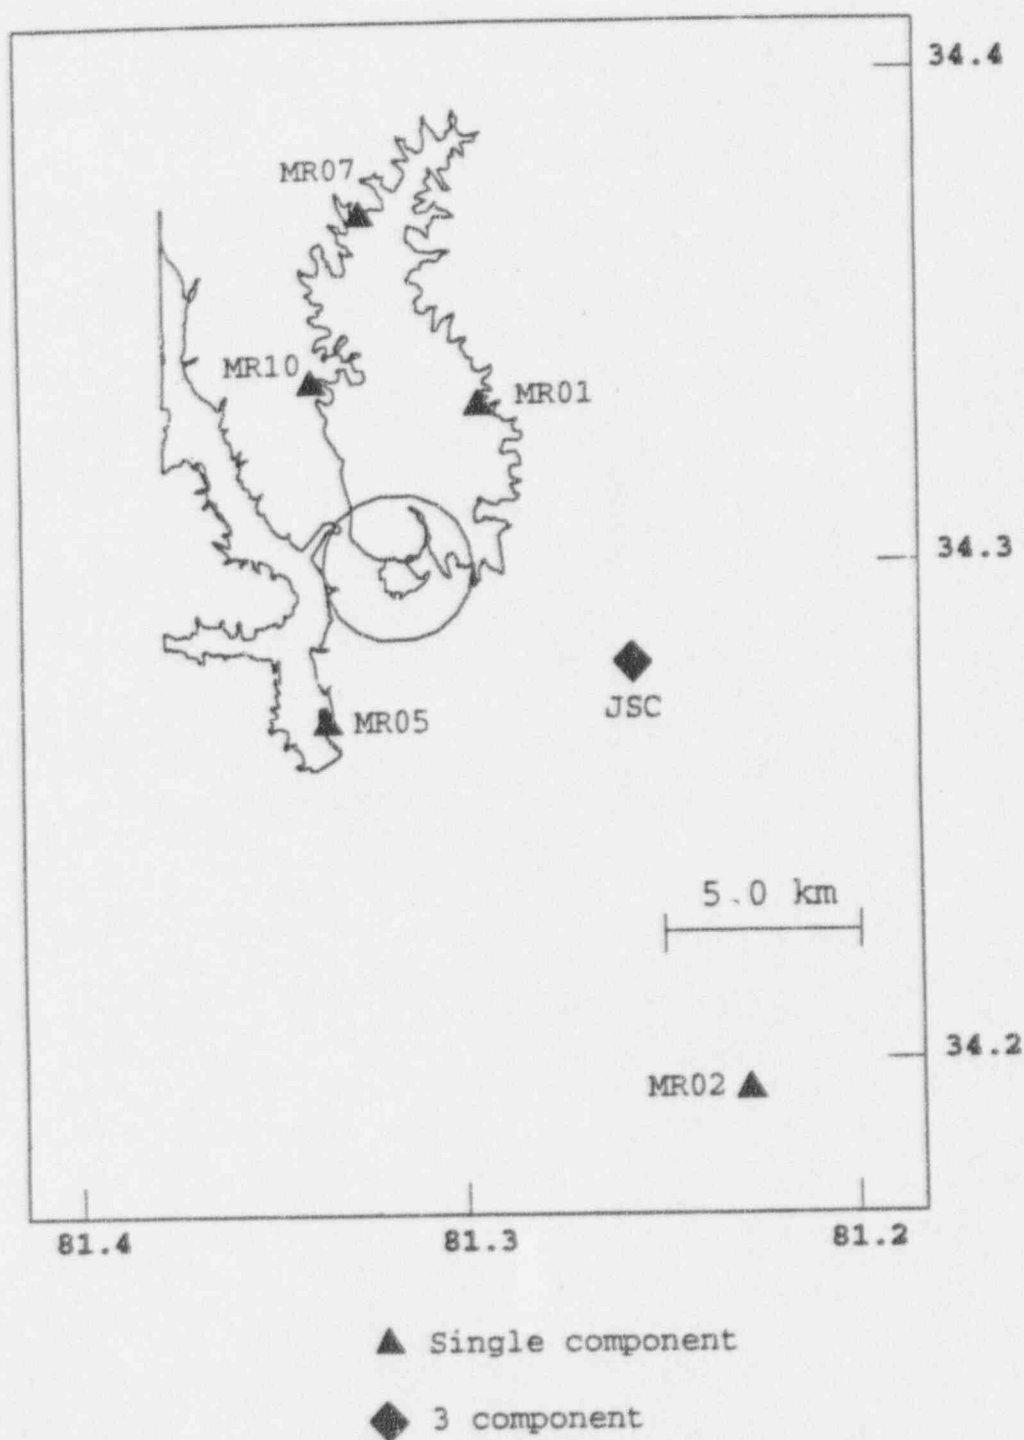 34.4
MR07
MR10
MR01
34.3
JSC
MR05
5.0 km
34.2
MR02
81.4
81.3
81.2
Single component
3 component